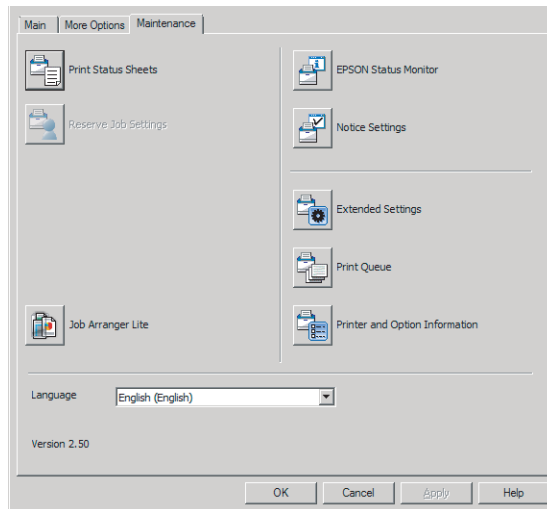 Main More Options Maintenance
Print Status Sheets
Reserve Job Settings
Job Arranger Lite
EPSON Status Monitor
Notice Settings
Extended Settings
Print Queue
Printer and Option Information
Language English (English)
Version 2.50
OK Cancel Apply Help